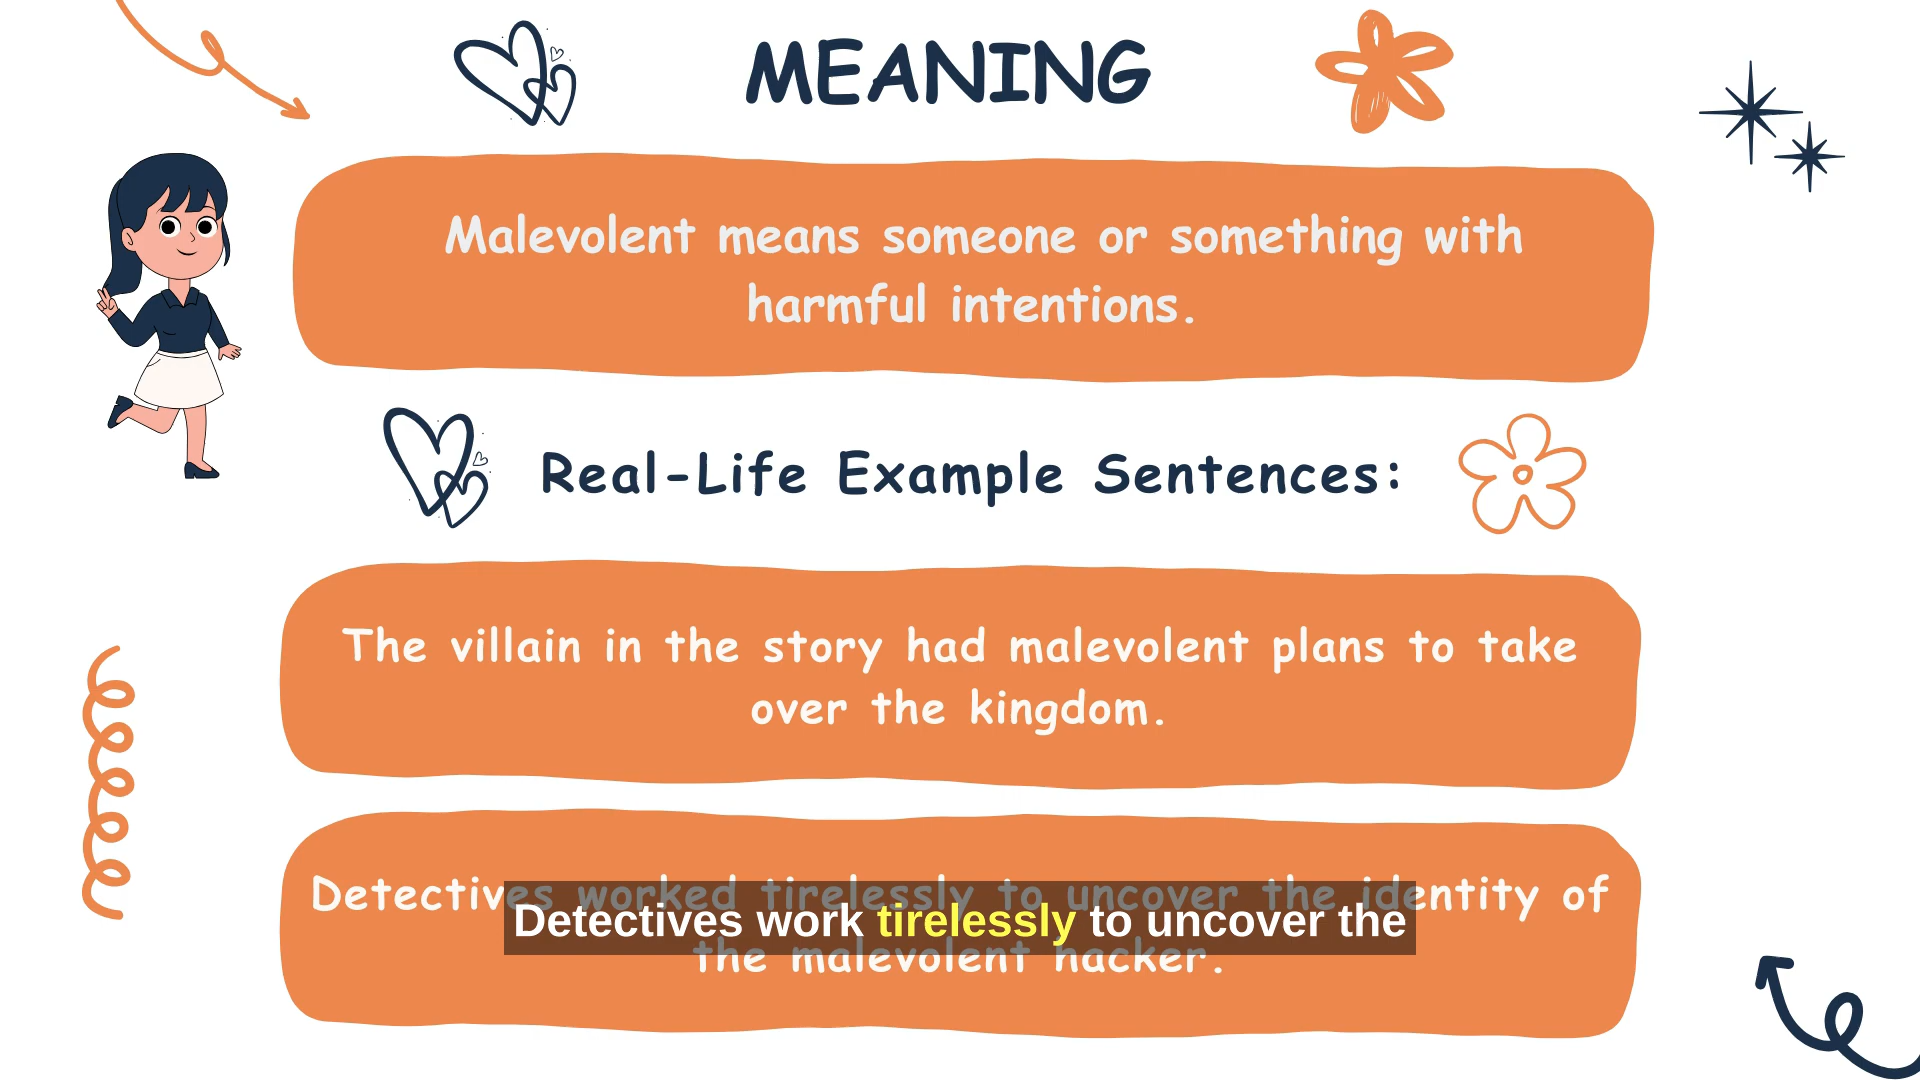 MEANING
Malevolent means someone or something with
harmful intentions.
Real-Life Example Sentences:
The villain in the story had malevolent plans to take
over the kingdom.
Detectives worked tirelessly to uncover the identity of
Detectives work tirelessly to uncover the
the malevolent hacker.